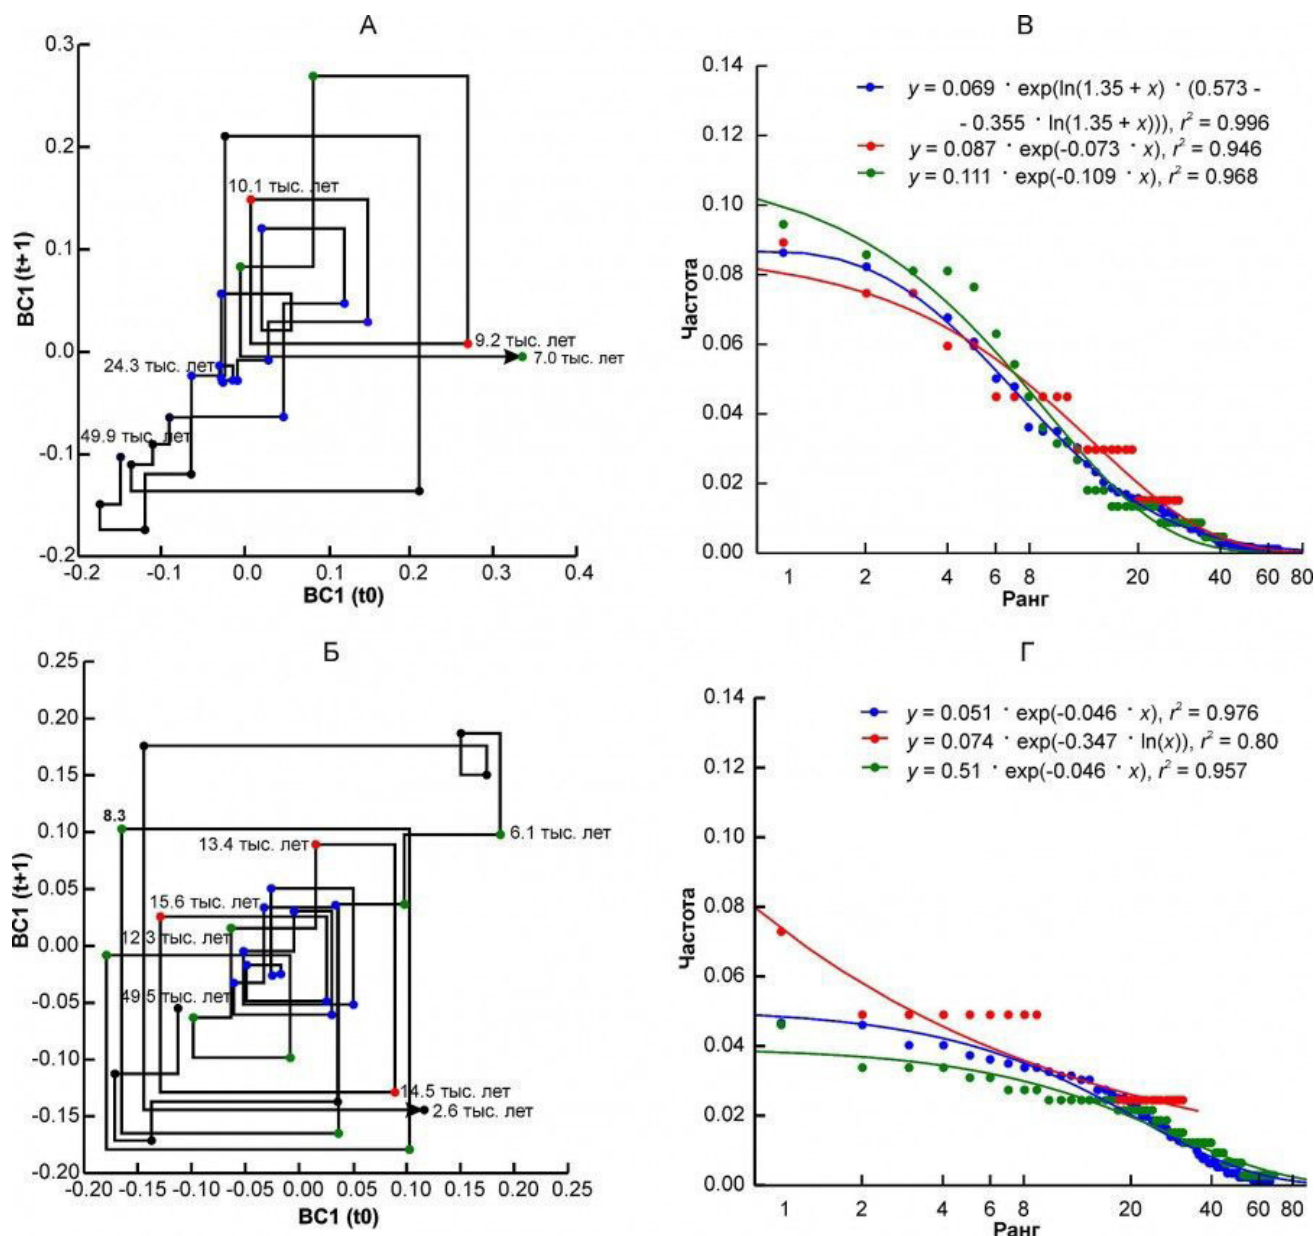 А
0.3
0.2
0.1
0.0
-0.1
-0.2
BC1 (t+1)
10.1 тыс. лет
24.3 тыс. лет
49.9 тыс. лет
9.2 тыс. лет
7.0 тыс. лет
-0.2 -0.1 0.0 0.1 0.2 0.3 0.4
BC1 (t0)
В
0.14
0.12
0.10
0.08
0.06
0.04
0.02
0.00
Частота
y = 0.069 · exp(ln(1.35 + x) · (0.573 -
- 0.355 · ln(1.35 + x))), r² = 0.996
y = 0.087 · exp(-0.073 · x), r² = 0.946
y = 0.111 · exp(-0.109 · x), r² = 0.968
1 2 4 6 8 20 40 60 80
Ранг
Б
0.25
0.20
0.15
0.10
0.05
0.00
-0.05
-0.10
-0.15
-0.20
BC1 (t+1)
8.3
13.4 тыс. лет
6.1 тыс. лет
15.6 тыс. лет
12.3 тыс. лет
49.5 тыс. лет
14.5 тыс. лет
2.6 тыс. лет
-0.20 -0.15 -0.10 -0.05 0.00 0.05 0.10 0.15 0.20 0.25
BC1 (t0)
Г
0.14
0.12
0.10
0.08
0.06
0.04
0.02
0.00
Частота
y = 0.051 · exp(-0.046 · x), r² = 0.976
y = 0.074 · exp(-0.347 · ln(x)), r² = 0.80
y = 0.51 · exp(-0.046 · x), r² = 0.957
1 2 4 6 8 20 40 60 80
Ранг